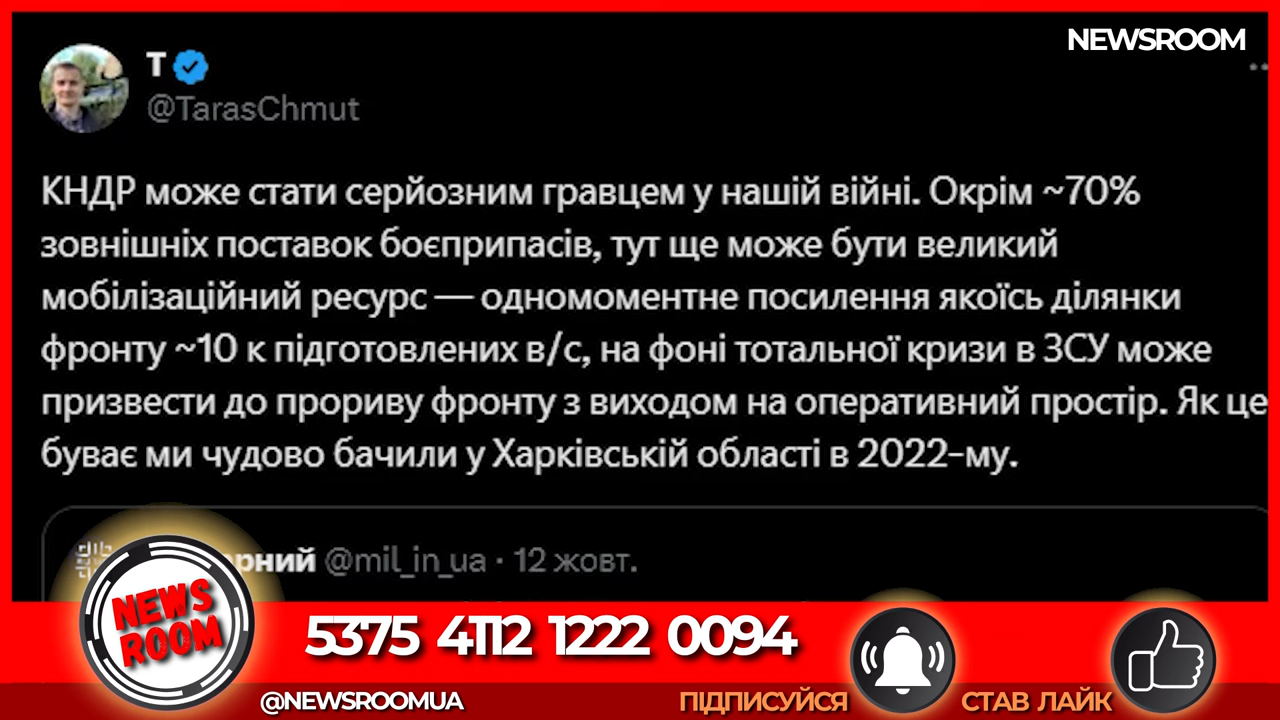 NEWSROOM
T
@TarasChmut
КНДР може стати серйозним гравцем у нашій війні. Окрім ~70%
зовнішніх поставок боєприпасів, тут ще може бути великий
мобілізаційний ресурс — одномоментне посилення якоїсь ділянки
фронту ~10 к підготовлених в/с, на фоні тотальної кризи в ЗСУ може
призвести до прориву фронту з виходом на оперативний простір. Як це
буває ми чудово бачили у Харківській області в 2022-му.
@mil_in_ua · 12 жовт.
NEWS
ROOM
5375 4112 1222 0094
@NEWSROOMUA
ПІДПИСУЙСЯ
СТАВ ЛАЙК